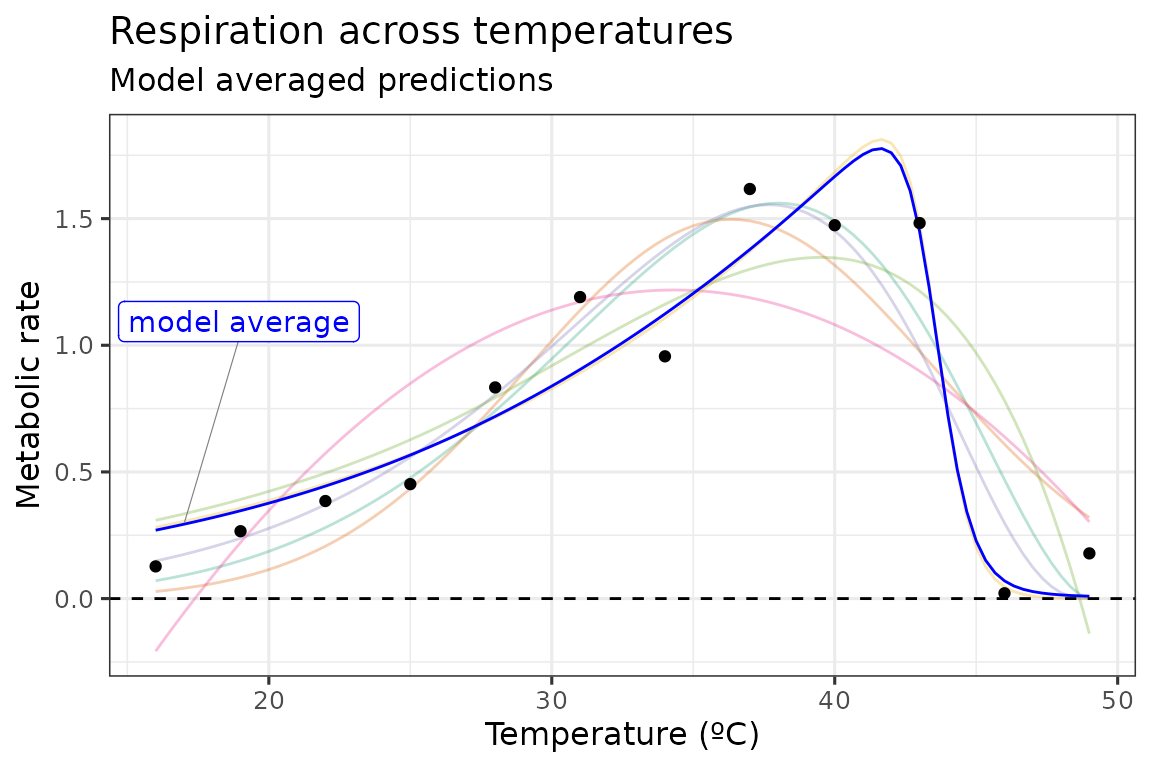 Respiration across temperatures
Model averaged predictions
Metabolic rate
1.5
1.0
0.5
0.0
model average
20
30
40
50
Temperature (ºC)